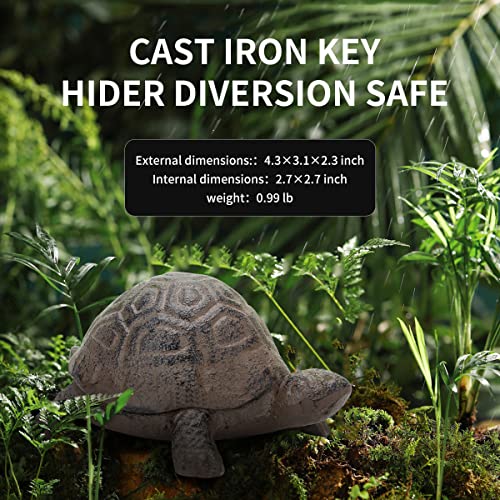 CAST IRON KEY
HIDER DIVERSION SAFE
External dimensions:：4.3×3.1×2.3 inch
Internal dimensions：2.7×2.7 inch
weight：0.99 lb